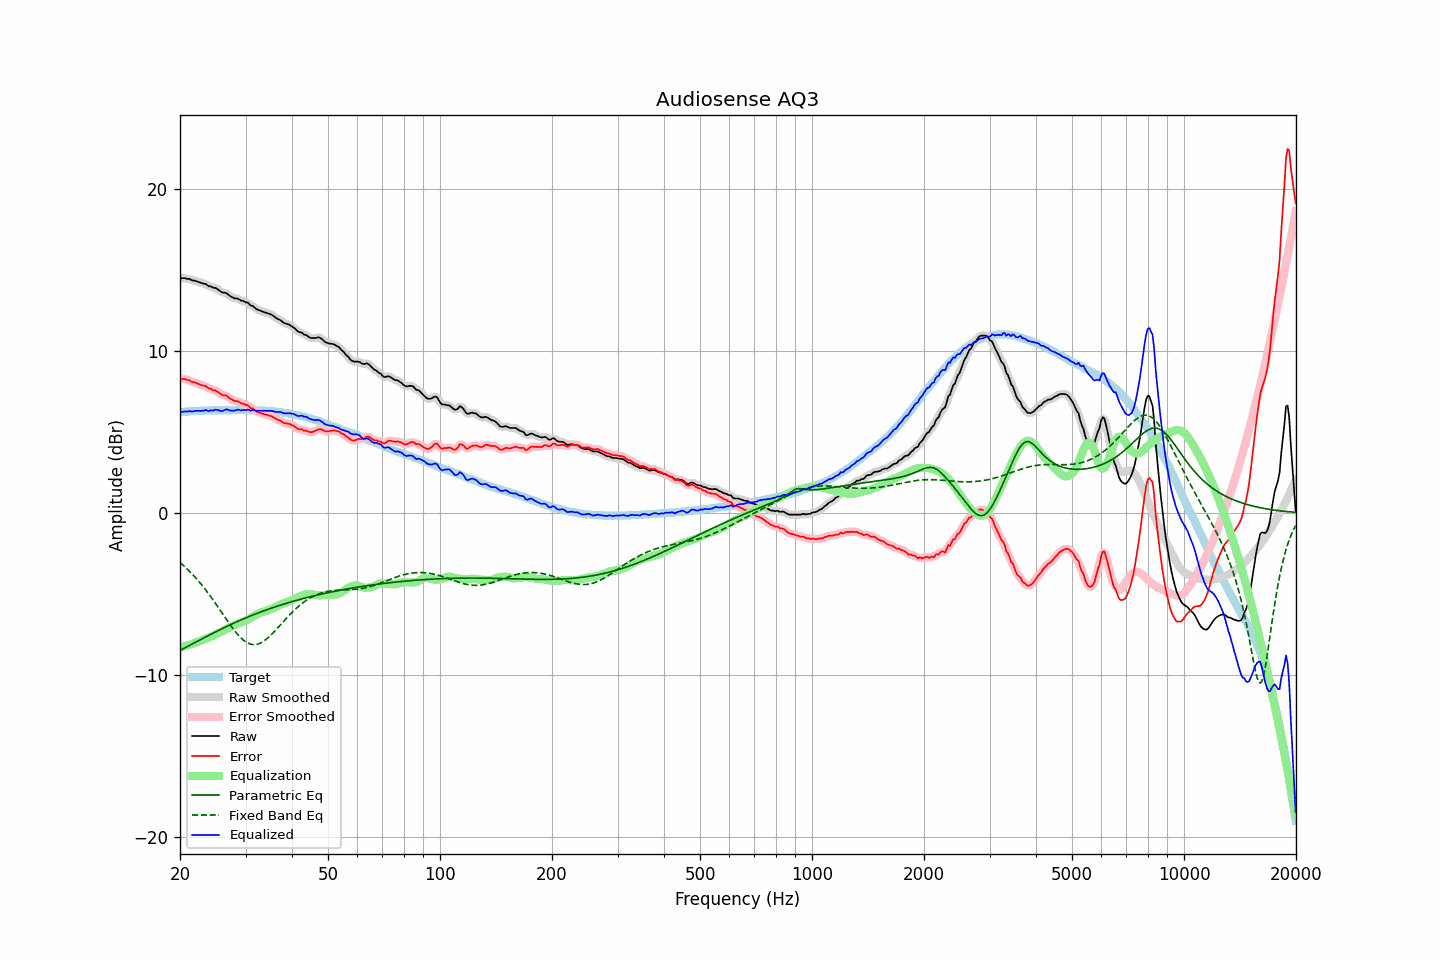 Audiosense AQ3
Amplitude (dBr)
20
10
0
−10
−20
Target
Raw Smoothed
Error Smoothed
Raw
Error
Equalization
Parametric Eq
Fixed Band Eq
Equalized
20 50 100 200 500 1000 2000 5000 10000 20000
Frequency (Hz)